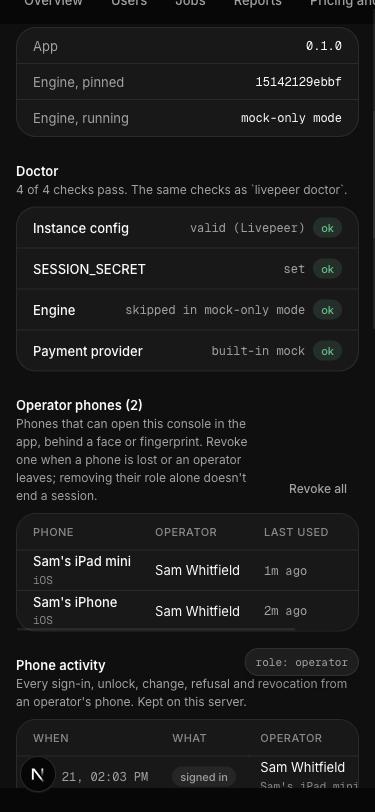 Overview Users Jobs Reports Pricing and
App 0.1.0
Engine, pinned 15142129ebbf
Engine, running mock-only mode
Doctor
4 of 4 checks pass. The same checks as `livepeer doctor`.
Instance config valid (Livepeer) ok
SESSION_SECRET set ok
Engine skipped in mock-only mode ok
Payment provider built-in mock ok
Operator phones (2)
Phones that can open this console in the
app, behind a face or fingerprint. Revoke
one when a phone is lost or an operator
leaves; removing their role alone doesn't
end a session.
Revoke all
PHONE OPERATOR LAST USED
Sam's iPad mini
iOS
Sam Whitfield 1m ago
Sam's iPhone
iOS
Sam Whitfield 2m ago
Phone activity
role: operator
Every sign-in, unlock, change, refusal and revocation from
an operator's phone. Kept on this server.
WHEN WHAT OPERATOR
N 21, 02:03 PM signed in Sam Whitfield
Sam's iPad mini